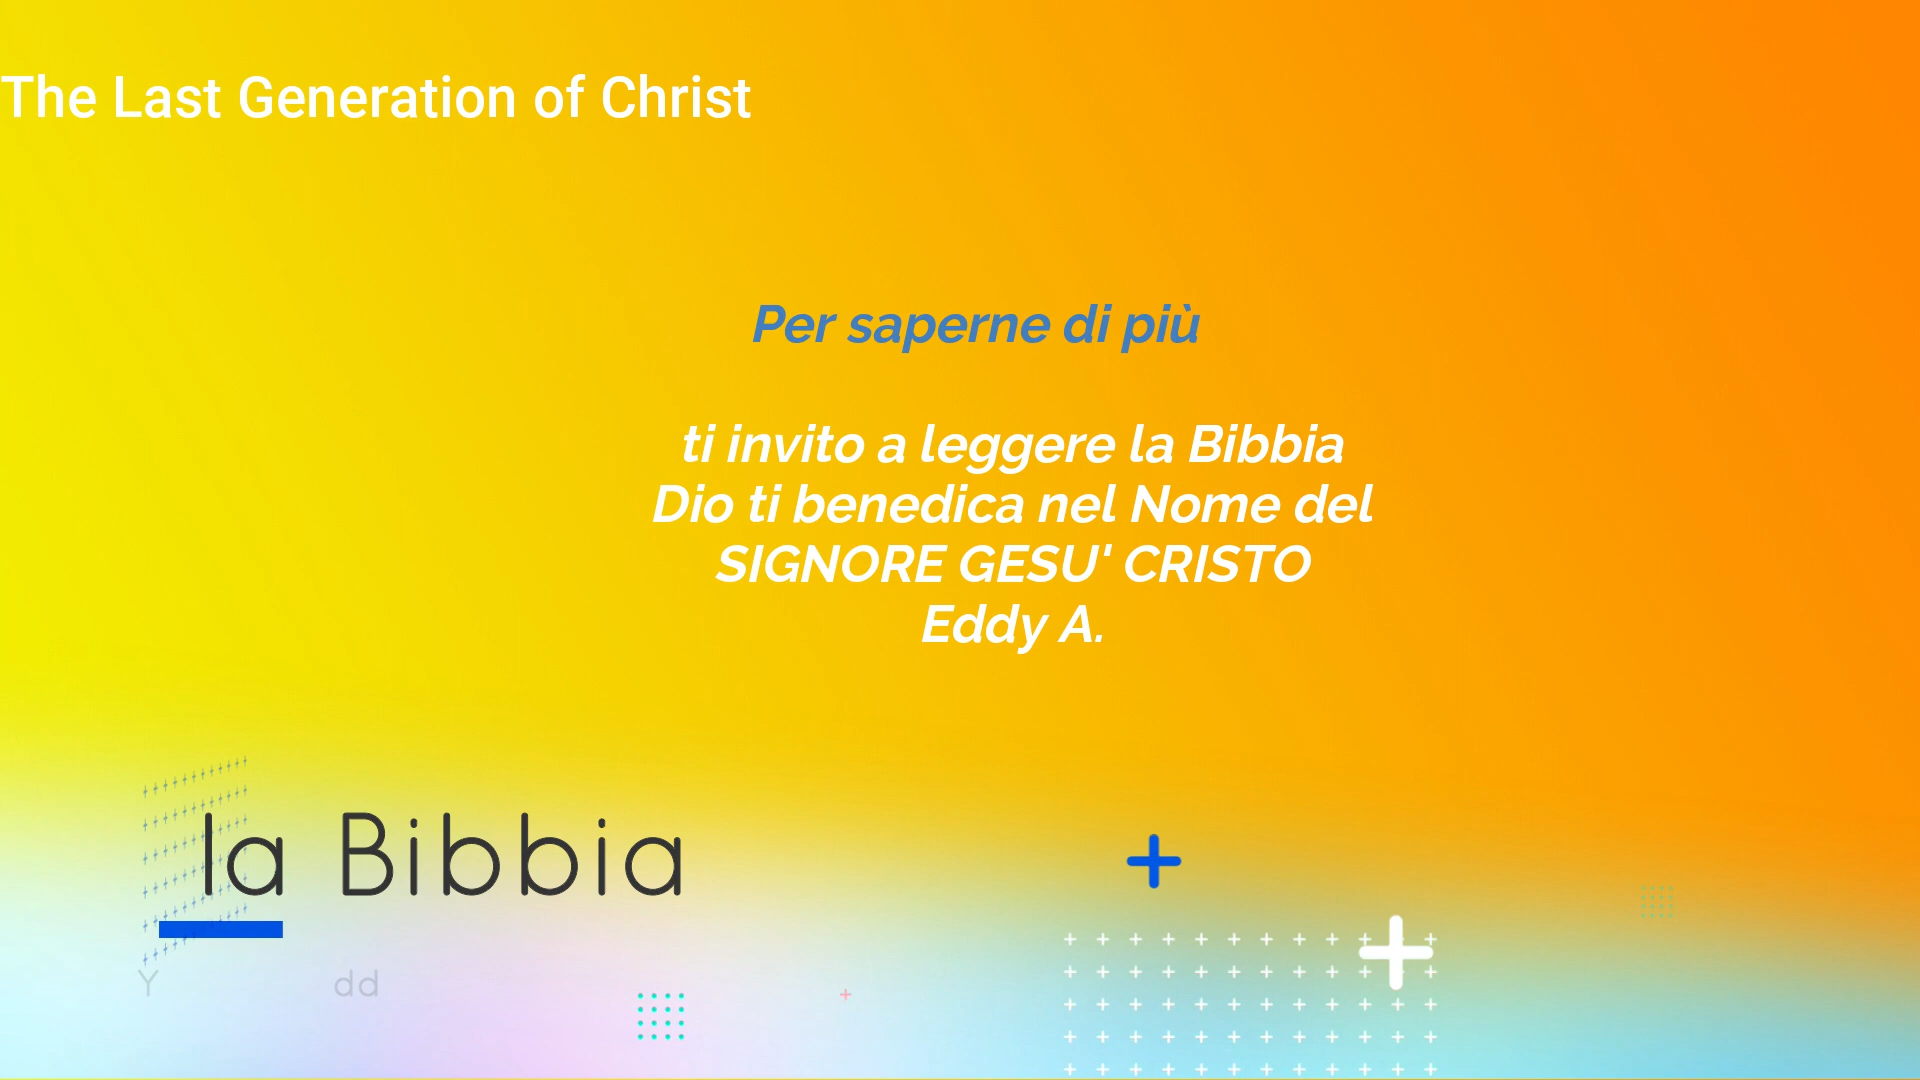 The Last Generation of Christ
Per saperne di più
ti invito a leggere la Bibbia
Dio ti benedica nel Nome del
SIGNORE GESU' CRISTO
Eddy A.
la Bibbia
Y dd